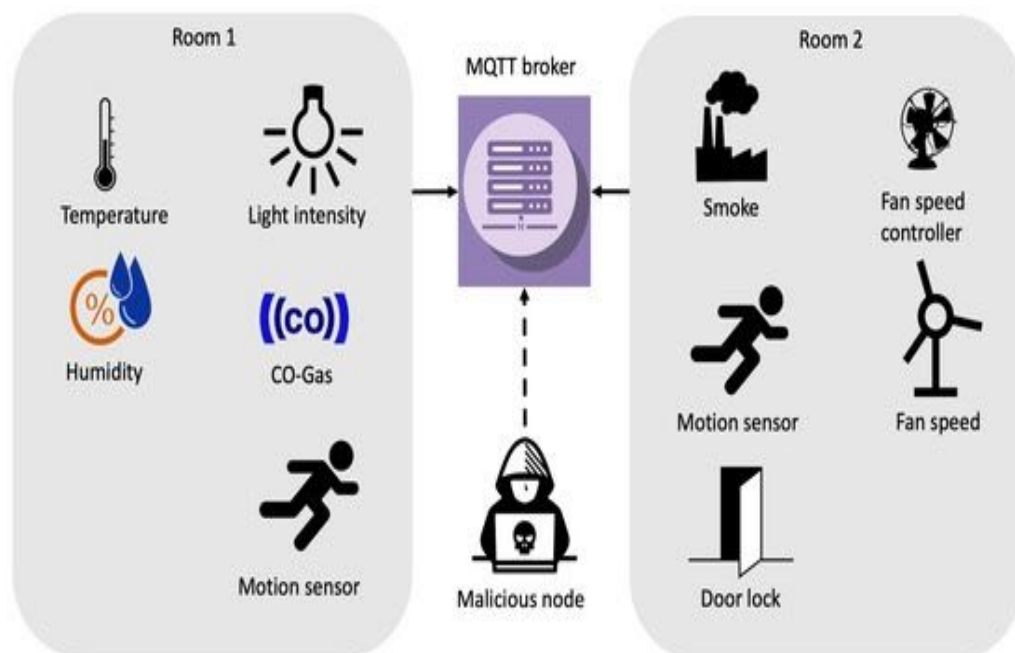 Room 1
Temperature
Light intensity
%
Humidity
((co))
CO-Gas
Motion sensor
MQTT broker
Malicious node
Room 2
Smoke
Fan speed
controller
Motion sensor
Fan speed
Door lock